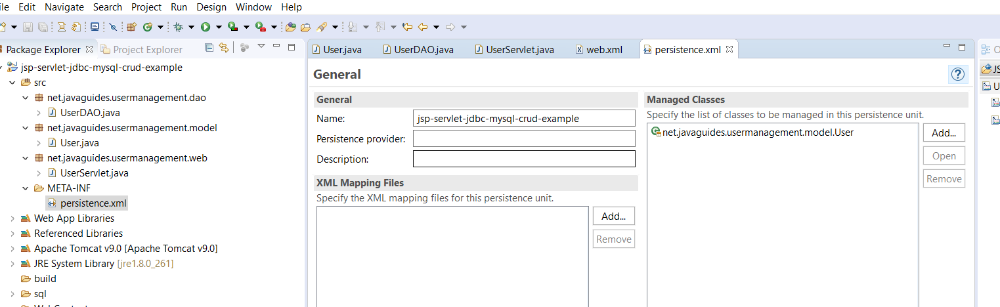 ile Edit Navigate Search Project Run Design Window Help
Package Explorer Project Explorer
jsp-servlet-jdbc-mysql-crud-example
src
net.javaguides.usermanagement.dao
UserDAO.java
net.javaguides.usermanagement.model
User.java
net.javaguides.usermanagement.web
UserServlet.java
META-INF
persistence.xml
Web App Libraries
Referenced Libraries
Apache Tomcat v9.0 [Apache Tomcat v9.0]
JRE System Library [jre1.8.0_261]
build
sql
User.java UserDAO.java UserServlet.java web.xml persistence.xml
General
General
Name: jsp-servlet-jdbc-mysql-crud-example
Persistence provider:
Description:
XML Mapping Files
Specify the XML mapping files for this persistence unit.
Add...
Remove
Managed Classes
Specify the list of classes to be managed in this persistence unit.
net.javaguides.usermanagement.model.User
Add...
Open
Remove
O
JS
U